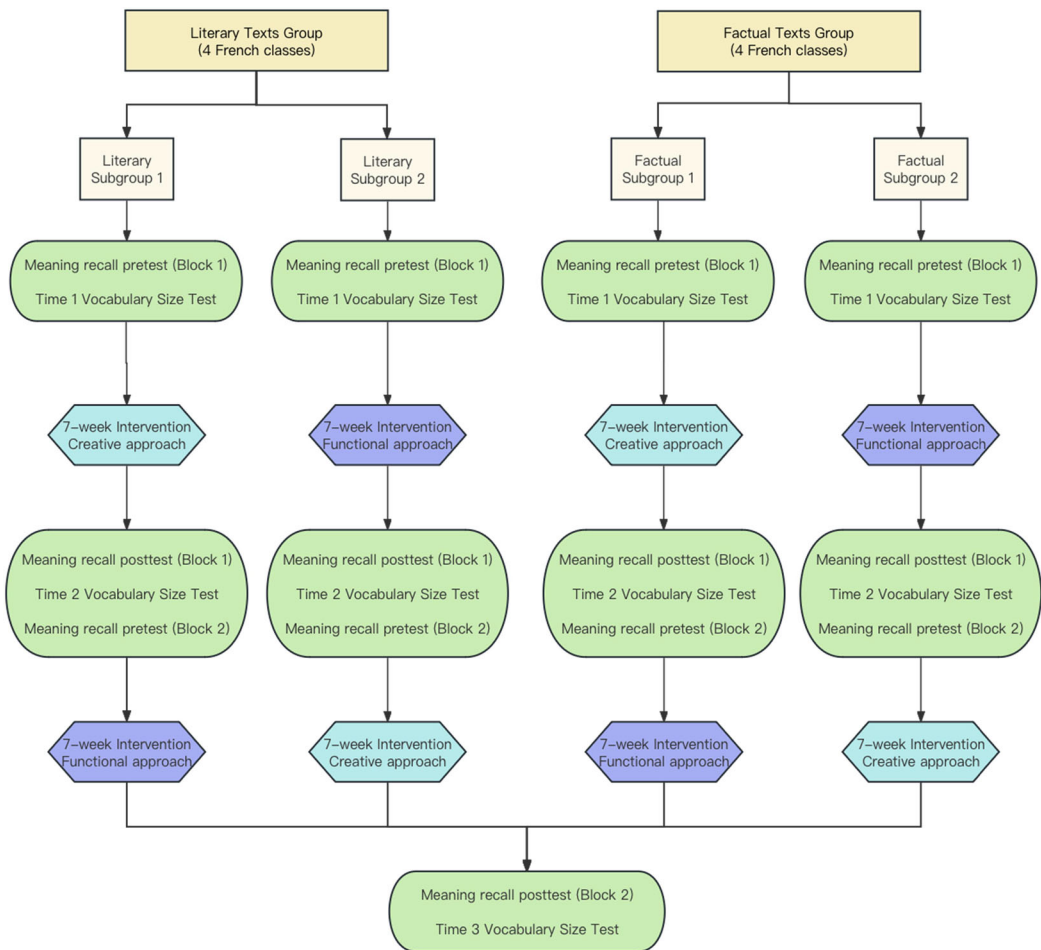 Literary Texts Group
(4 French classes)
Factual Texts Group
(4 French classes)
Literary
Subgroup 1
Literary
Subgroup 2
Factual
Subgroup 1
Factual
Subgroup 2
Meaning recall pretest (Block 1)
Time 1 Vocabulary Size Test
Meaning recall pretest (Block 1)
Time 1 Vocabulary Size Test
Meaning recall pretest (Block 1)
Time 1 Vocabulary Size Test
Meaning recall pretest (Block 1)
Time 1 Vocabulary Size Test
7-week Intervention
Creative approach
7-week Intervention
Functional approach
7-week Intervention
Creative approach
7-week Intervention
Functional approach
Meaning recall posttest (Block 1)
Time 2 Vocabulary Size Test
Meaning recall pretest (Block 2)
Meaning recall posttest (Block 1)
Time 2 Vocabulary Size Test
Meaning recall pretest (Block 2)
Meaning recall posttest (Block 1)
Time 2 Vocabulary Size Test
Meaning recall pretest (Block 2)
Meaning recall posttest (Block 1)
Time 2 Vocabulary Size Test
Meaning recall pretest (Block 2)
7-week Intervention
Functional approach
7-week Intervention
Creative approach
7-week Intervention
Functional approach
7-week Intervention
Creative approach
Meaning recall posttest (Block 2)
Time 3 Vocabulary Size Test